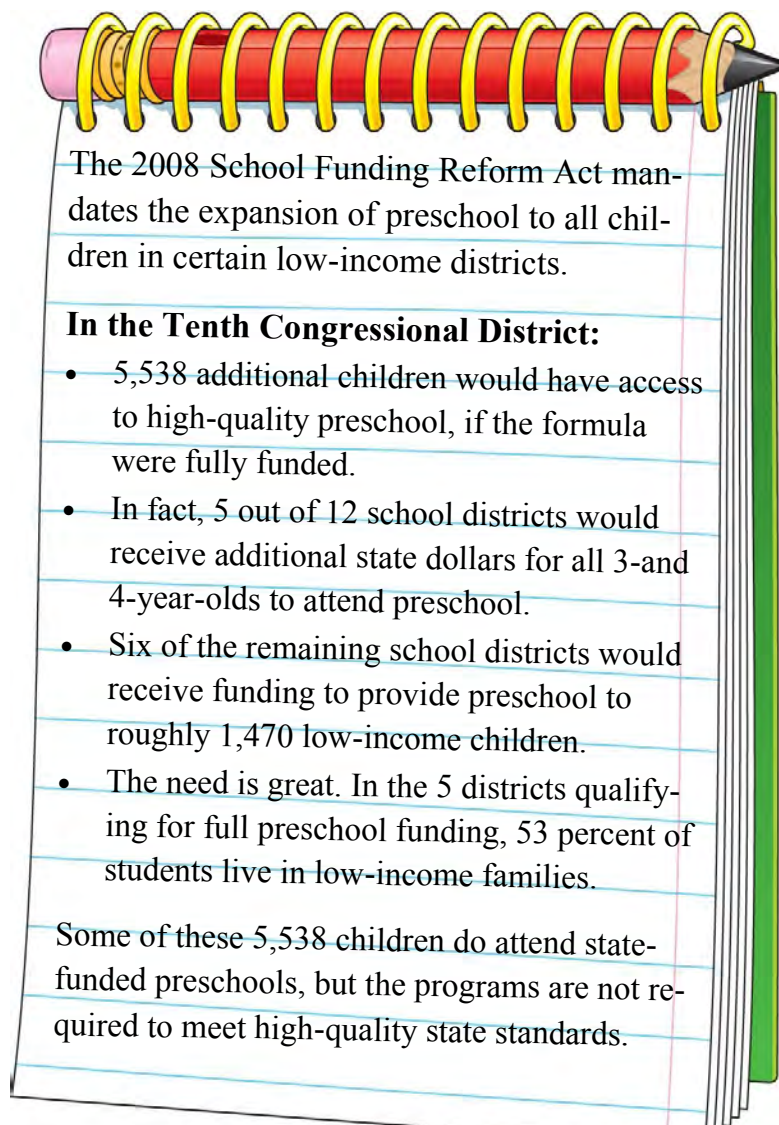 The 2008 School Funding Reform Act man-
dates the expansion of preschool to all chil-
dren in certain low-income districts.
In the Tenth Congressional District:
• 5,538 additional children would have access
to high-quality preschool, if the formula
were fully funded.
• In fact, 5 out of 12 school districts would
receive additional state dollars for all 3-and
4-year-olds to attend preschool.
• Six of the remaining school districts would
receive funding to provide preschool to
roughly 1,470 low-income children.
• The need is great. In the 5 districts qualify-
ing for full preschool funding, 53 percent of
students live in low-income families.
Some of these 5,538 children do attend state-
funded preschools, but the programs are not re-
quired to meet high-quality state standards.